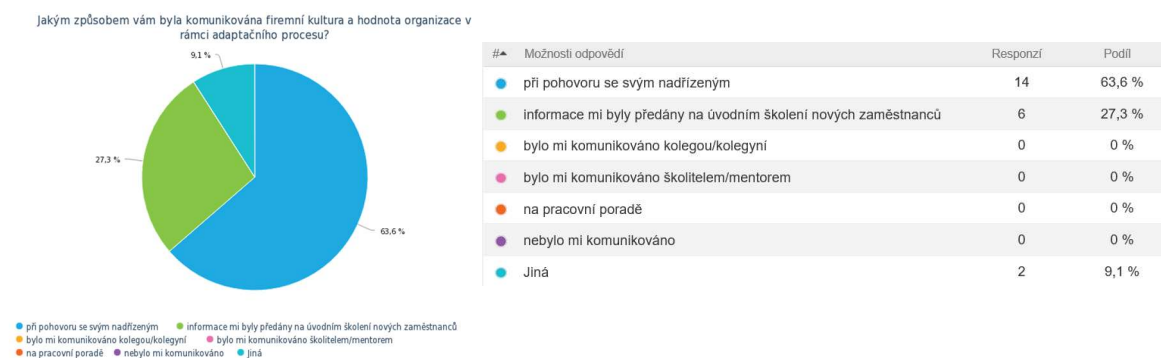 Jakým způsobem vám byla komunikována firemní kultura a hodnota organizace v
rámci adaptačního procesu?
9,1 %
27,3 %
63,6 %
při pohovoru se svým nadřízeným informace mi byly předány na úvodním školení nových zaměstnanců
bylo mi komunikováno kolegou/kolegyní bylo mi komunikováno školitelem/mentorem
na pracovní poradě nebylo mi komunikováno Jiná
# Možnosti odpovědí Responzí Podíl
při pohovoru se svým nadřízeným 14 63,6 %
informace mi byly předány na úvodním školení nových zaměstnanců 6 27,3 %
bylo mi komunikováno kolegou/kolegyní 0 0 %
bylo mi komunikováno školitelem/mentorem 0 0 %
na pracovní poradě 0 0 %
nebylo mi komunikováno 0 0 %
Jiná 2 9,1 %